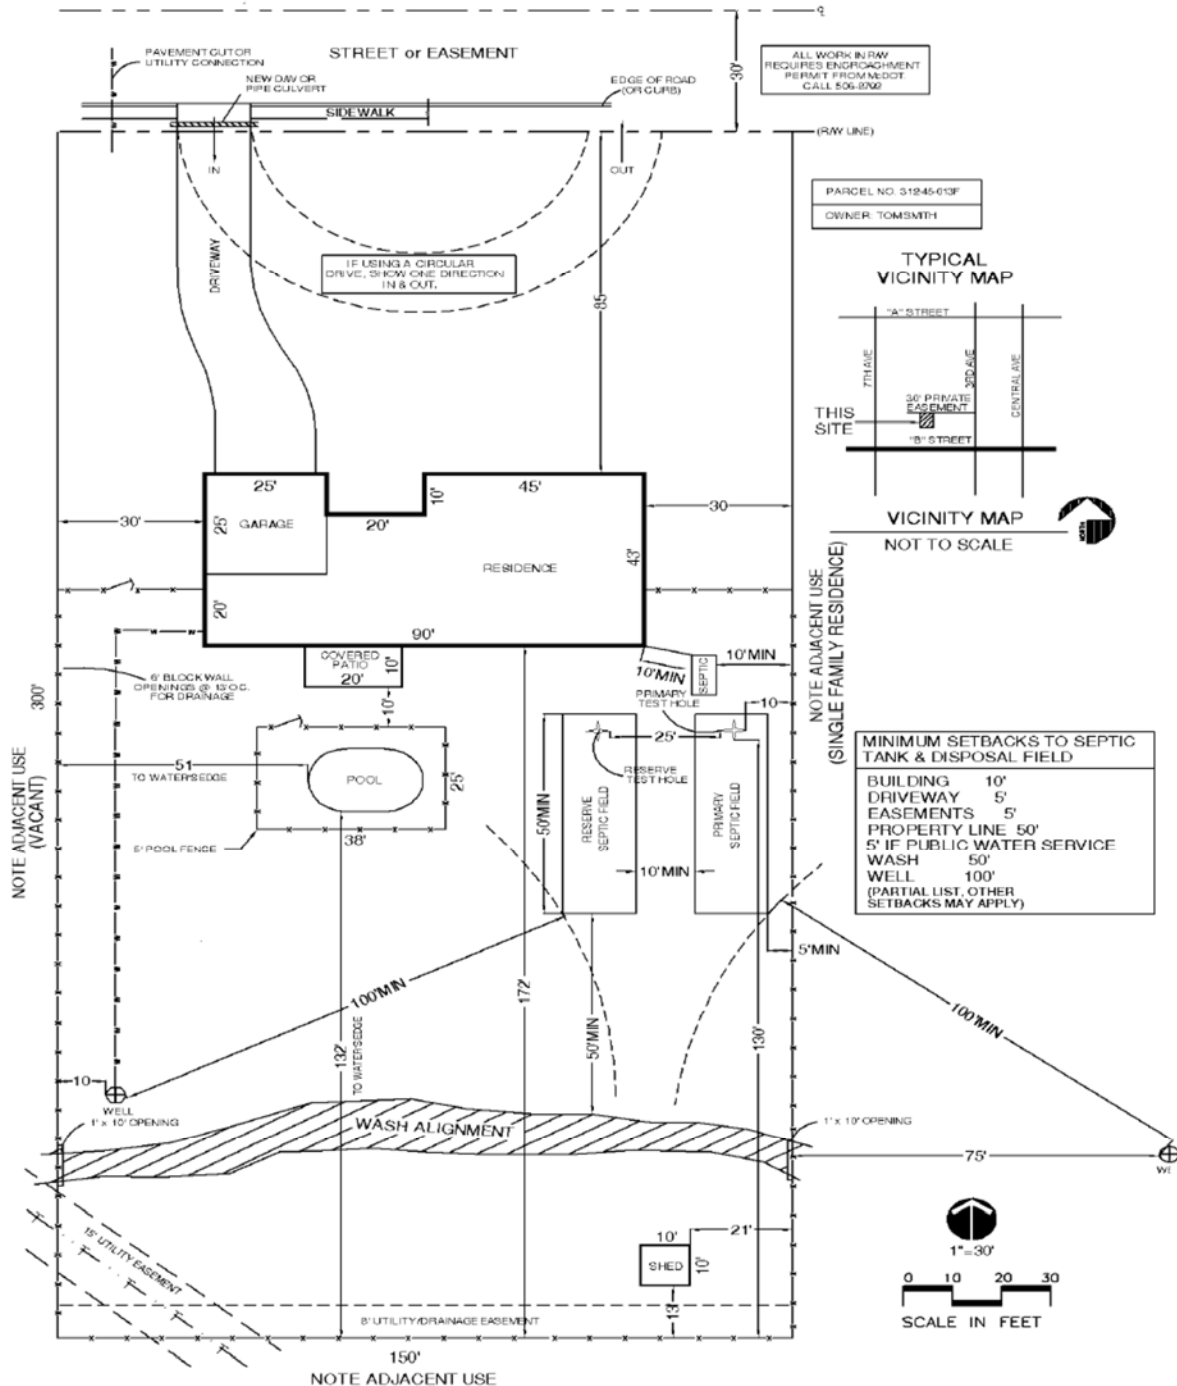 ℄
STREET or EASEMENT
PAVEMENT CUT OR
UTILITY CONNECTION
NEW D/W OR
PIPE CULVERT
EDGE OF ROAD
(OR CURB)
30'
ALL WORK IN R/W
REQUIRES ENCROACHMENT
PERMIT FROM McDOT.
CALL
SIDEWALK
(R/W LINE)
IN
OUT
PARCEL NO. 312-45-013F
OWNER: TOM SMITH
DRIVEWAY
IF USING A CIRCULAR
DRIVE, SHOW ONE DIRECTION
IN & OUT.
85'
TYPICAL
VICINITY MAP
"A" STREET
7TH AVE
3RD AVE
CENTRAL AVE
30' PRIVATE
EASEMENT
THIS
SITE
"B" STREET
VICINITY MAP
NOT TO SCALE
25'
10'
45'
30'
25'
GARAGE
20'
30
RESIDENCE
43'
20'
90'
NOTE ADJACENT USE
(SINGLE FAMILY RESIDENCE)
COVERED
PATIO
10'
20'
10'
SEPTIC
10' MIN
10' MIN
6' BLOCK WALL
OPENINGS @ 13' O.C.
FOR DRAINAGE
300'
PRIMARY
TEST HOLE
10
25'
RESERVE
TEST HOLE
51
TO WATERS EDGE
POOL
25'
38'
5' POOL FENCE
50' MIN
RESERVE
SEPTIC FIELD
PRIMARY
SEPTIC FIELD
10' MIN
MINIMUM SETBACKS TO SEPTIC
TANK & DISPOSAL FIELD
BUILDING 10'
DRIVEWAY 5'
EASEMENTS 5'
PROPERTY LINE 50'
5' IF PUBLIC WATER SERVICE
WASH 50'
WELL 100'
(PARTIAL LIST, OTHER
SETBACKS MAY APPLY)
NOTE ADJACENT USE
(VACANT)
5' MIN
100' MIN
172'
50' MIN
130'
132'
TO WATERS EDGE
100' MIN
10
WELL
1' x 10' OPENING
WASH ALIGNMENT
1' x 10' OPENING
75'
WE
15' UTILITY EASEMENT
10'
21'
SHED
10'
13'
8' UTILITY/DRAINAGE EASEMENT
1"=30'
0 10 20 30
SCALE IN FEET
150'
NOTE ADJACENT USE